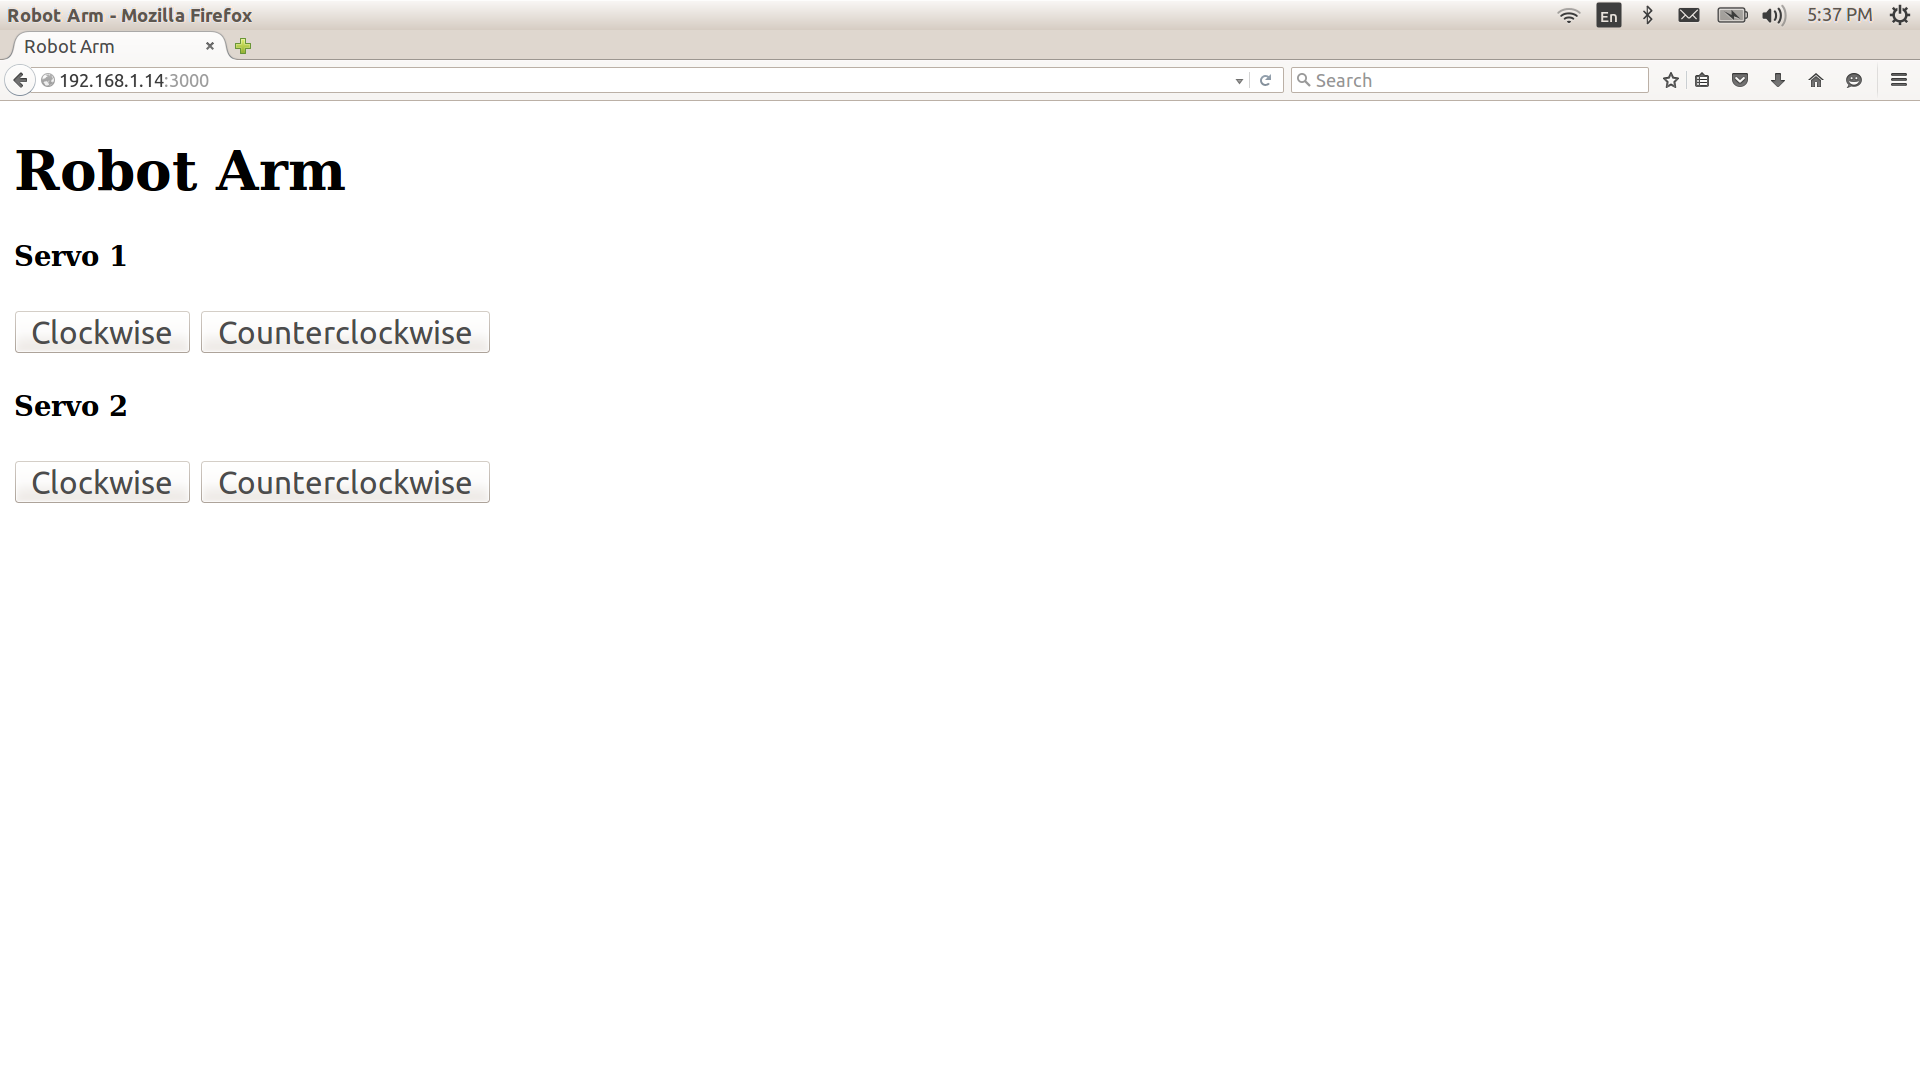 Robot Arm - Mozilla Firefox
En
5:37 PM
Robot Arm
192.168.1.14:3000
Search
Robot Arm
Servo 1
Clockwise Counterclockwise
Servo 2
Clockwise Counterclockwise